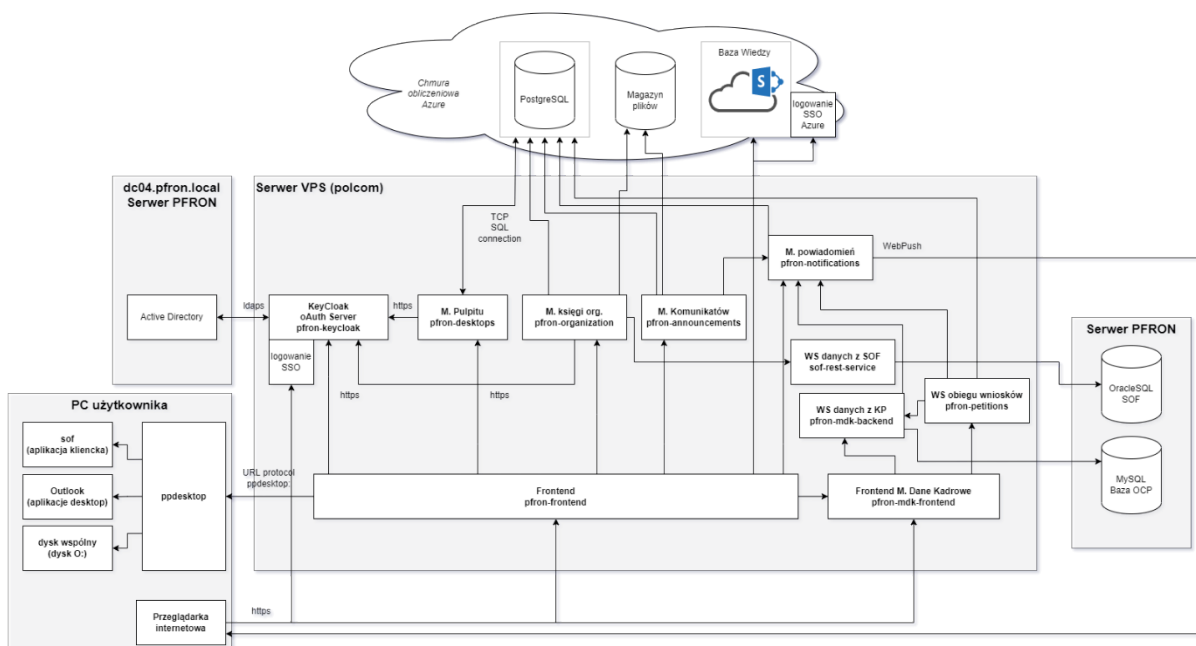 Baza Wiedzy
Chmura
obliczeniowa
Azure
PostgreSQL
Magazyn
plików
S
logowanie
SSO
Azure
dc04.pfron.local
Serwer PFRON
Serwer VPS (polcom)
TCP
SQL
connection
M. powiadomień
pfron-notifications
WebPush
Active Directory
ldaps
KeyCloak
oAuth Server
pfron-keycloak
https
M. Pulpitu
pfron-desktops
M. księgi org.
pfron-organization
M. Komunikatów
pfron-announcements
logowanie
SSO
Serwer PFRON
WS danych z SOF
sof-rest-service
OracleSQL
SOF
https
https
WS obiegu wniosków
pfron-petitions
WS danych z KP
pfron-mdk-backend
PC użytkownika
sof
(aplikacja kliencka)
MySQL
Baza OCP
URL protocol
ppdesktop:
Outlook
(aplikacje desktop)
ppdesktop
Frontend
pfron-frontend
Frontend M. Dane Kadrowe
pfron-mdk-frontend
dysk wspólny
(dysk O:)
Przeglądarka
internetowa
https